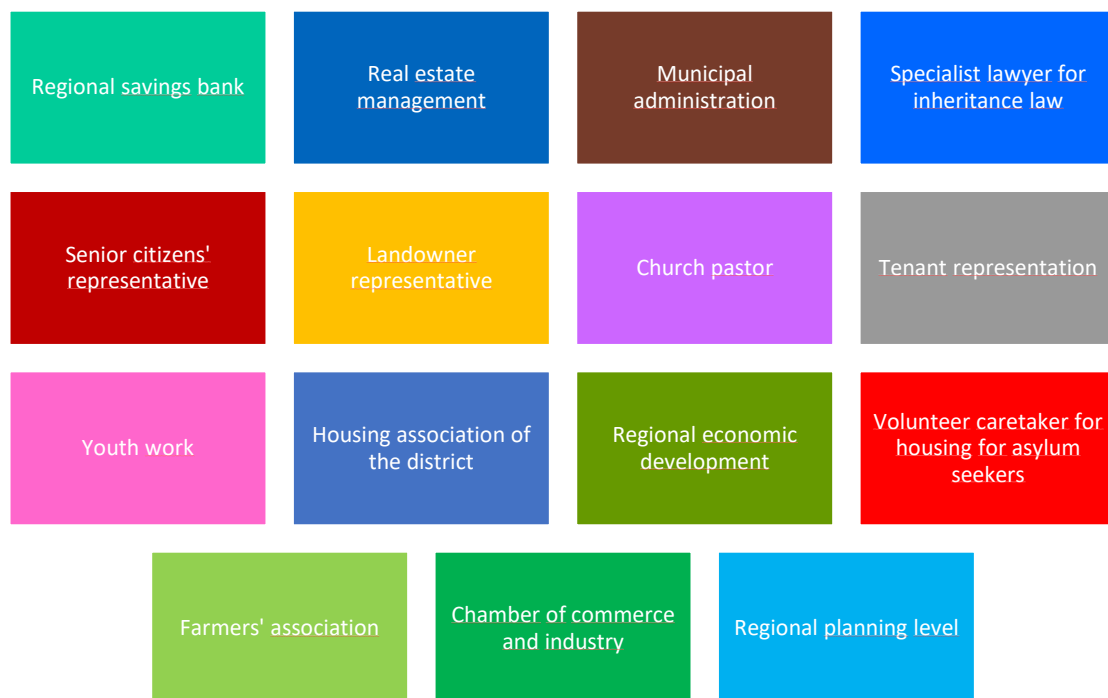 Regional savings bank
Real estate
management
Municipal
administration
Specialist lawyer for
inheritance law
Senior citizens'
representative
Landowner
representative
Church pastor
Tenant representation
Youth work
Housing association of
the district
Regional economic
development
Volunteer caretaker for
housing for asylum
seekers
Farmers' association
Chamber of commerce
and industry
Regional planning level